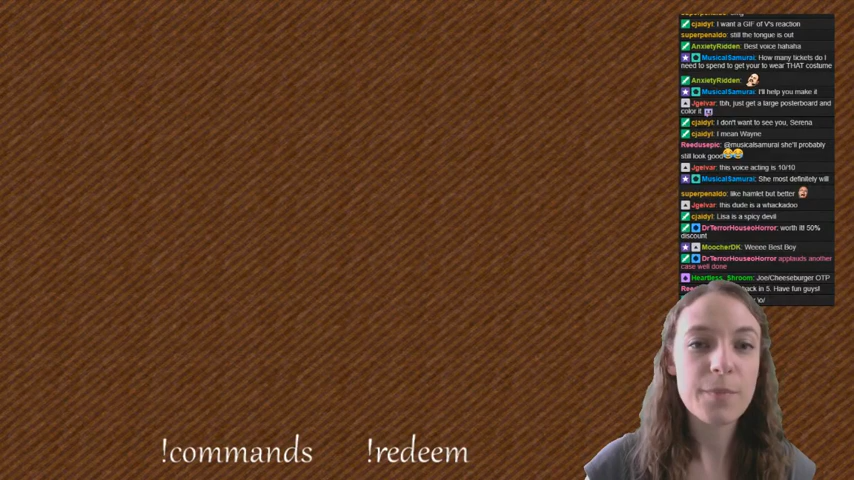 cjaidyl: I want a GIF of V's reaction
superpenaldo: still the tongue is out
AnxietyRidden: Best voice hahaha
MusicalSamurai: How many tickets do I
need to spend to get your to wear THAT costume
AnxietyRidden:
MusicalSamurai: I'll help you make it
Jgelvar: tbh, just get a large posterboard and
color it
cjaidyl: I don't want to see you, Serena
cjaidyl: I mean Wayne
Reedusepic: @musicalsamurai she'll probably
still look good
Jgelvar: this voice acting is 10/10
MusicalSamurai: She most definitely will
superpenaldo: like hamlet but better
Jgelvar: this dude is a whackadoo
cjaidyl: Lisa is a spicy devil
DrTerrorHouseoHorror: worth it! 50%
discount
MoocherDK: Weeee Best Boy
DrTerrorHouseoHorror applauds another
case well done
Heartless_Shroom: Joe/Cheeseburger OTP
back in 5. Have fun guys!
\o/
!commands !redeem